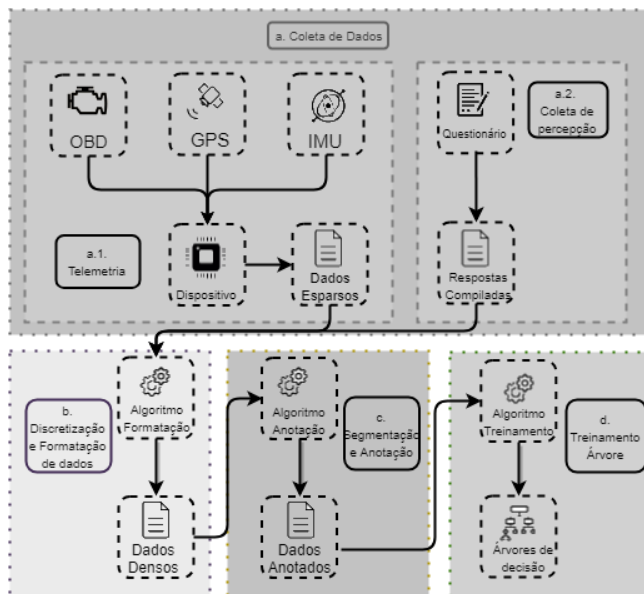 a. Coleta de Dados
OBD
GPS
IMU
Questionário
a.2.
Coleta de
percepção
a.1.
Telemetria
Dispositivo
Dados
Esparsos
Respostas
Compiladas
b.
Discretização
e Formatação
de dados
Algoritmo
Formatação
Dados
Densos
Algoritmo
Anotação
c.
Segmentação
e Anotação
Dados
Anotados
Algoritmo
Treinamento
d.
Treinamento
Árvore
Árvores de
decisão